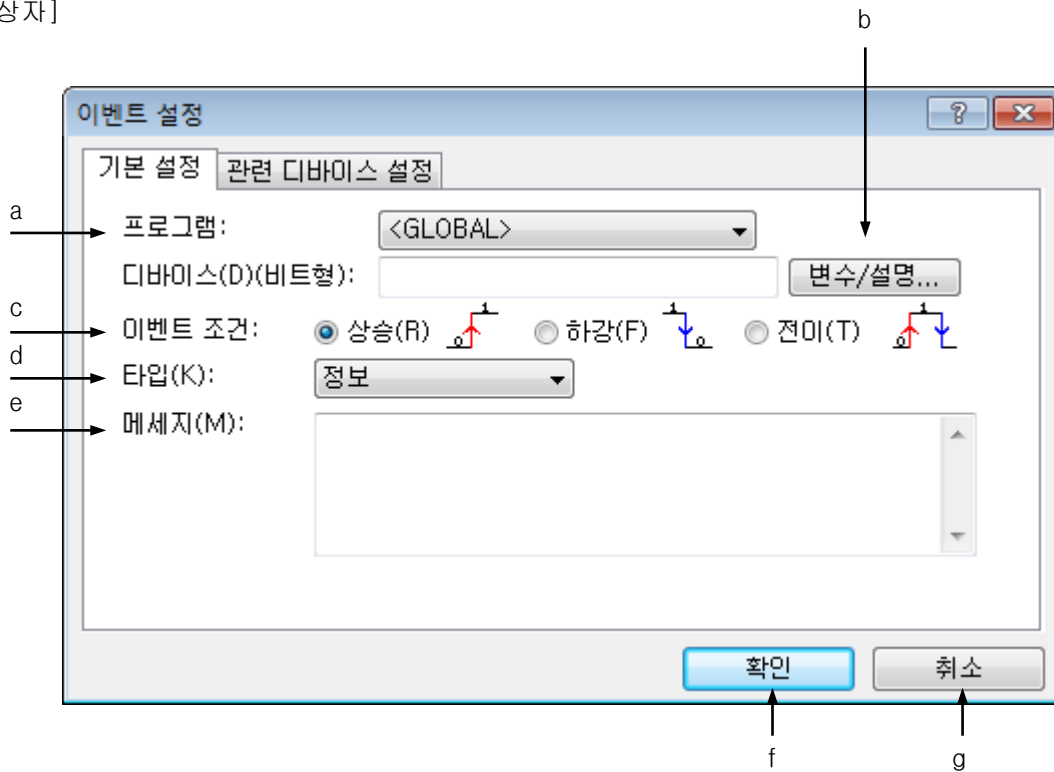 상자]
b
이벤트 설정
기본 설정 관련 디바이스 설정
a
프로그램: <GLOBAL>
디바이스(D)(비트형): 변수/설명...
c
이벤트 조건: 상승(R) 0 1 하강(F) 1 0 전이(T) 0 1
d
타입(K): 정보
e
메세지(M):
확인 취소
f g